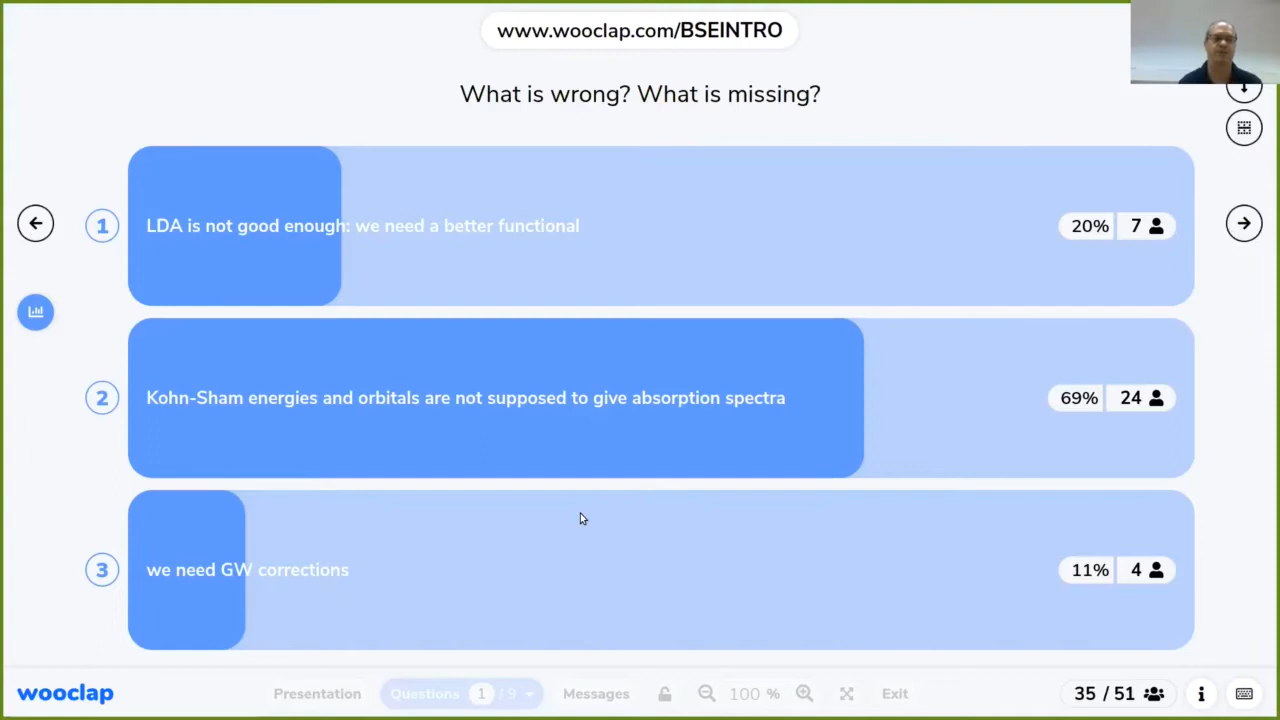 www.wooclap.com/BSEINTRO
What is wrong? What is missing?
1
LDA is not good enough: we need a better functional
20%
7
2
Kohn-Sham energies and orbitals are not supposed to give absorption spectra
69%
24
3
we need GW corrections
11%
4
wooclap
Presentation
Questions 1 / 9
Messages
100 %
Exit
35 / 51